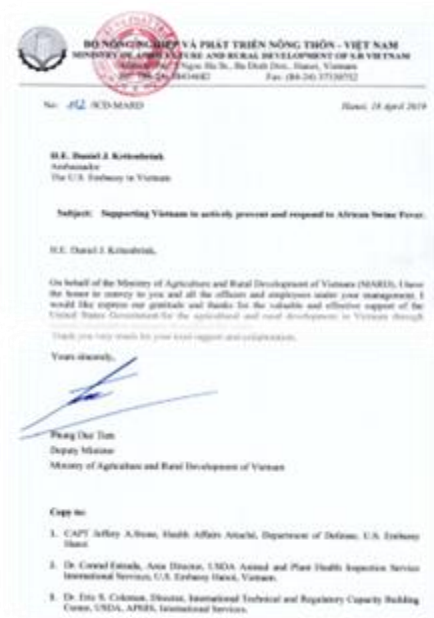 BỘ NÔNG NGHIỆP VÀ PHÁT TRIỂN NÔNG THÔN - VIỆT NAM
MINISTRY OF AGRICULTURE AND RURAL DEVELOPMENT OF S.R VIETNAM
Ngoc Ha St., Ba Dinh Dist., Hanoi, Vietnam
Fax: (84-24) 37330752
No: /ICD-MARD
Hanoi, 18 April 2019
H.E. Daniel J. Kritenbrink
Ambassador
The U.S. Embassy in Vietnam
Subject: Supporting Vietnam to actively prevent and respond to African Swine Fever.
H.E. Daniel J. Kritenbrink,
On behalf of the Ministry of Agriculture and Rural Development of Vietnam (MARD), I have
the honor to convey to you and all the officers and employees under your management, I
would like express our gratitude and thanks for the valuable and effective support of the
United States Government for the agricultural and rural development in Vietnam through
Thank you very much for your kind support and collaboration.
Yours sincerely,
Phung Duc Tien
Deputy Minister
Ministry of Agriculture and Rural Development of Vietnam
Copy to:
1. CAPT Jeffery A. Health Affairs Attaché, Department of Defense, U.S. Embassy
Hanoi
2. Dr. Conrad Estrada, Area Director, USDA Animal and Plant Health Inspection Service
International Services, U.S. Embassy Hanoi, Vietnam.
3. Dr. Eric S. Coleman, Director, International Technical and Regulatory Capacity Building
Center, USDA, APHIS, International Services.